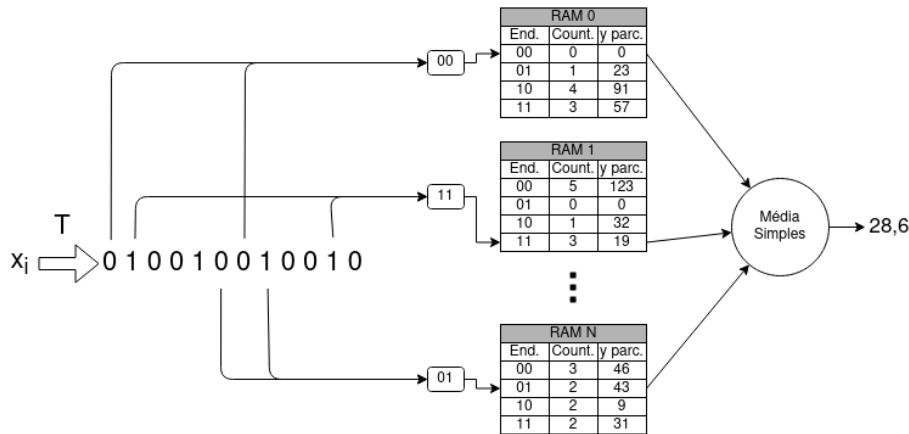 RAM 0
End. Count. y parc.
00 0 0
01 1 23
10 4 91
11 3 57
00
RAM 1
End. Count. y parc.
00 5 123
01 0 0
10 1 32
11 3 19
11
T
xi 0 1 0 0 1 0 0 1 0 0 1 0
Média
Simples
28,6
RAM N
End. Count. y parc.
00 3 46
01 2 43
10 2 9
11 2 31
01